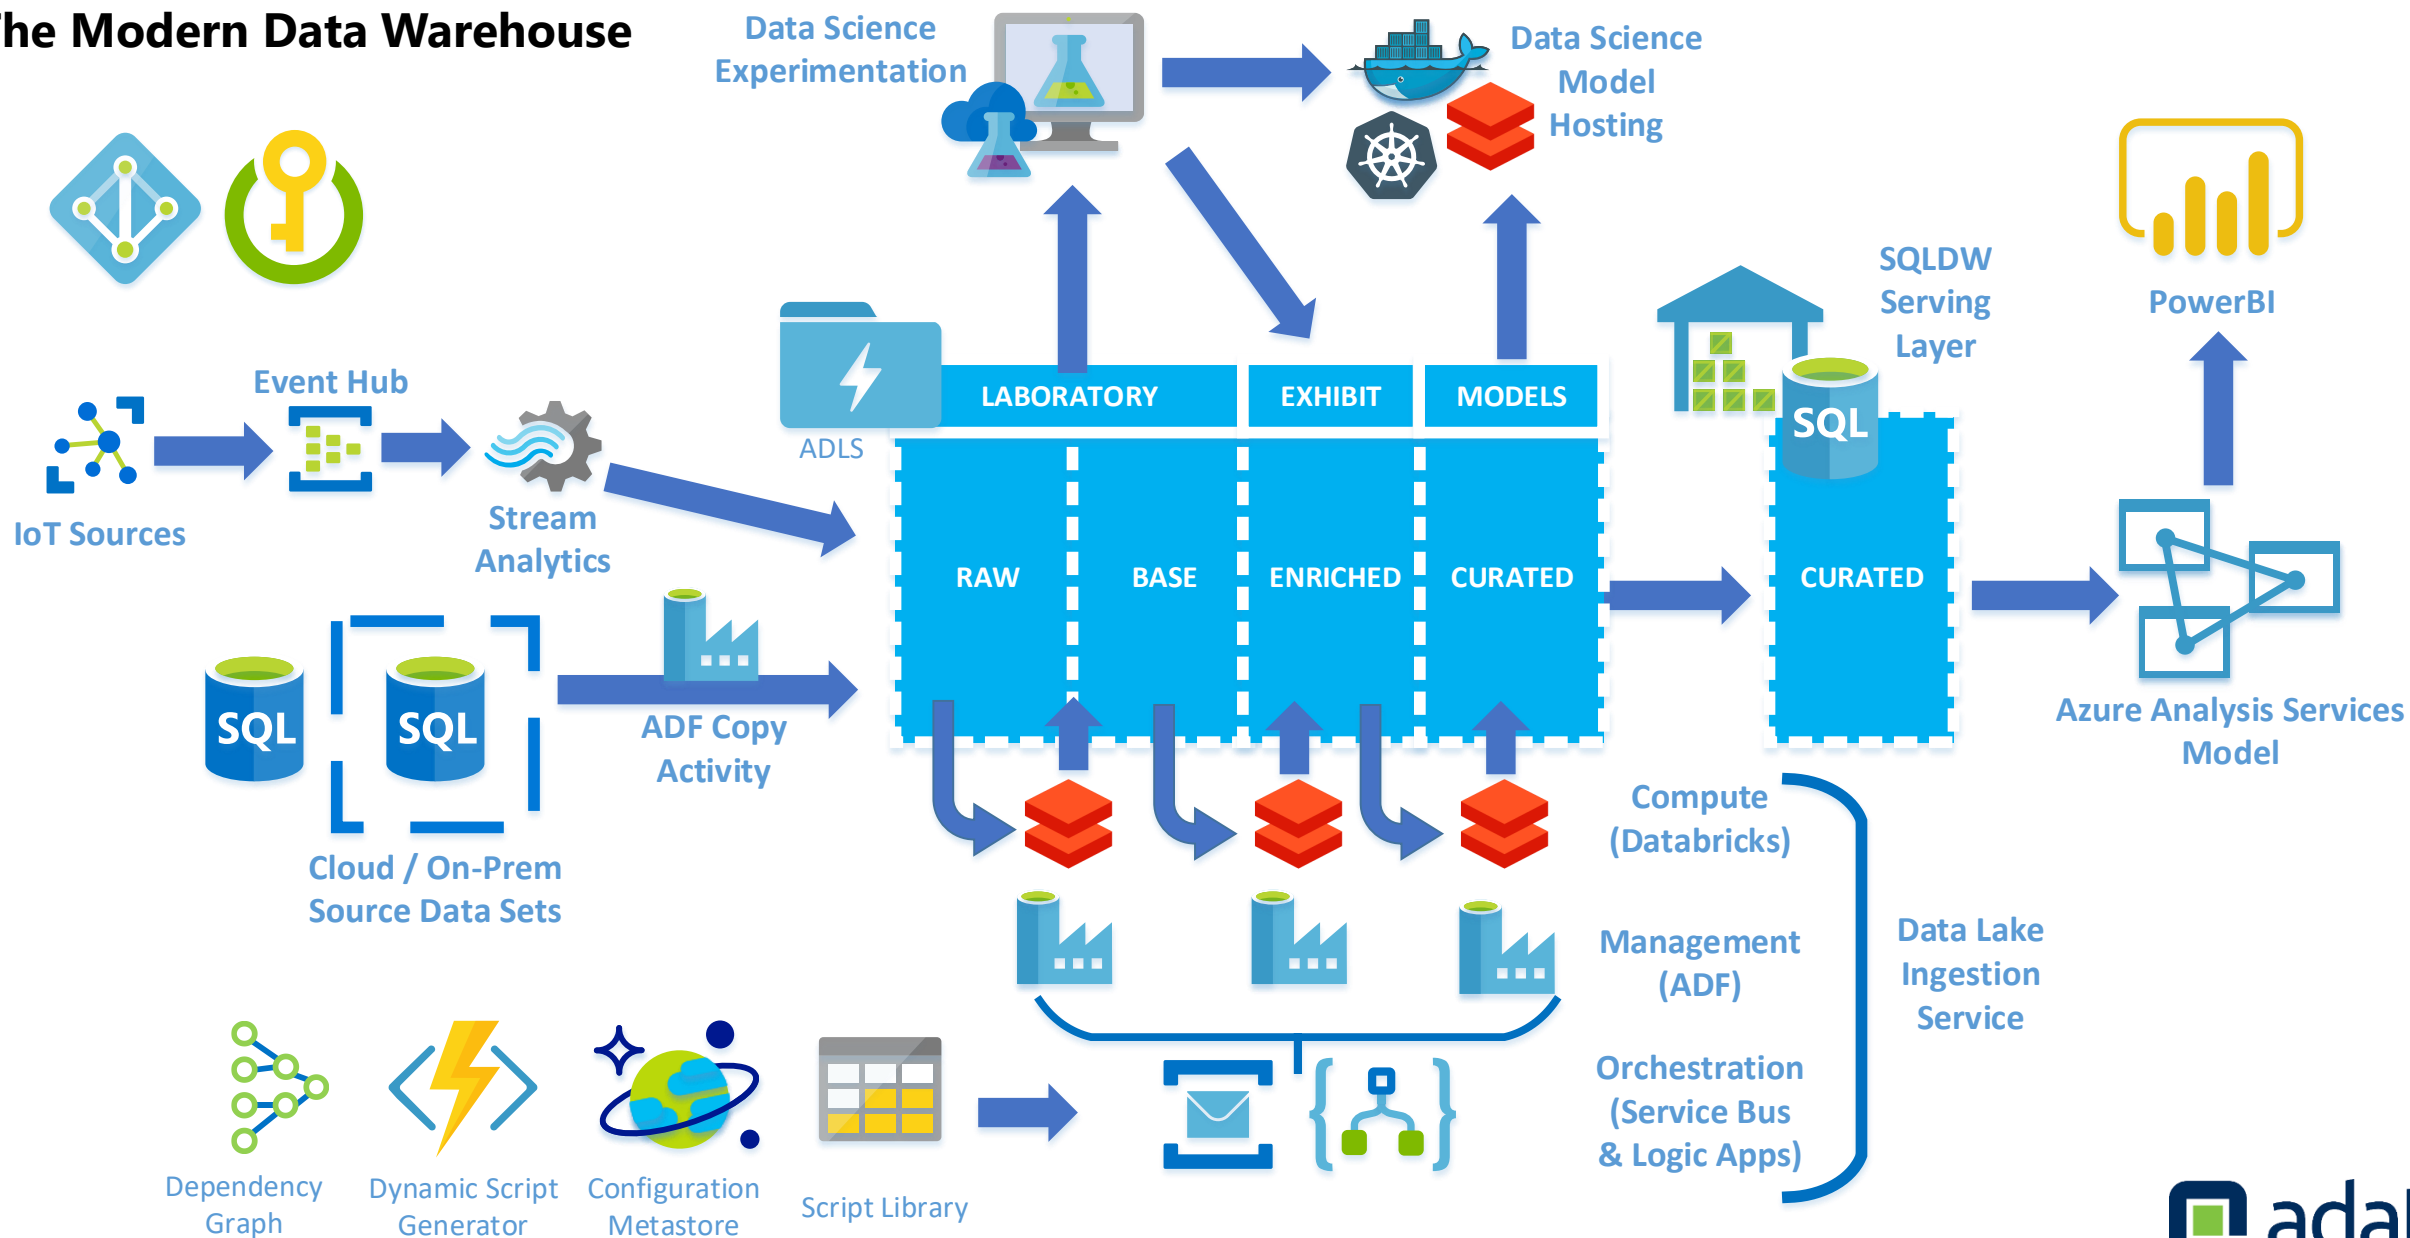 The Modern Data Warehouse
Data Science
Experimentation
Data Science
Model
Hosting
SQLDW
Serving
Layer
PowerBI
Event Hub
IoT Sources
Stream
Analytics
ADLS
LABORATORY
EXHIBIT
MODELS
SQL
RAW
BASE
ENRICHED
CURATED
CURATED
SQL
SQL
ADF Copy
Activity
Azure Analysis Services
Model
Cloud / On-Prem
Source Data Sets
Compute
(Databricks)
Management
(ADF)
Data Lake
Ingestion
Service
Orchestration
(Service Bus
& Logic Apps)
Dependency
Graph
Dynamic Script
Generator
Configuration
Metastore
Script Library